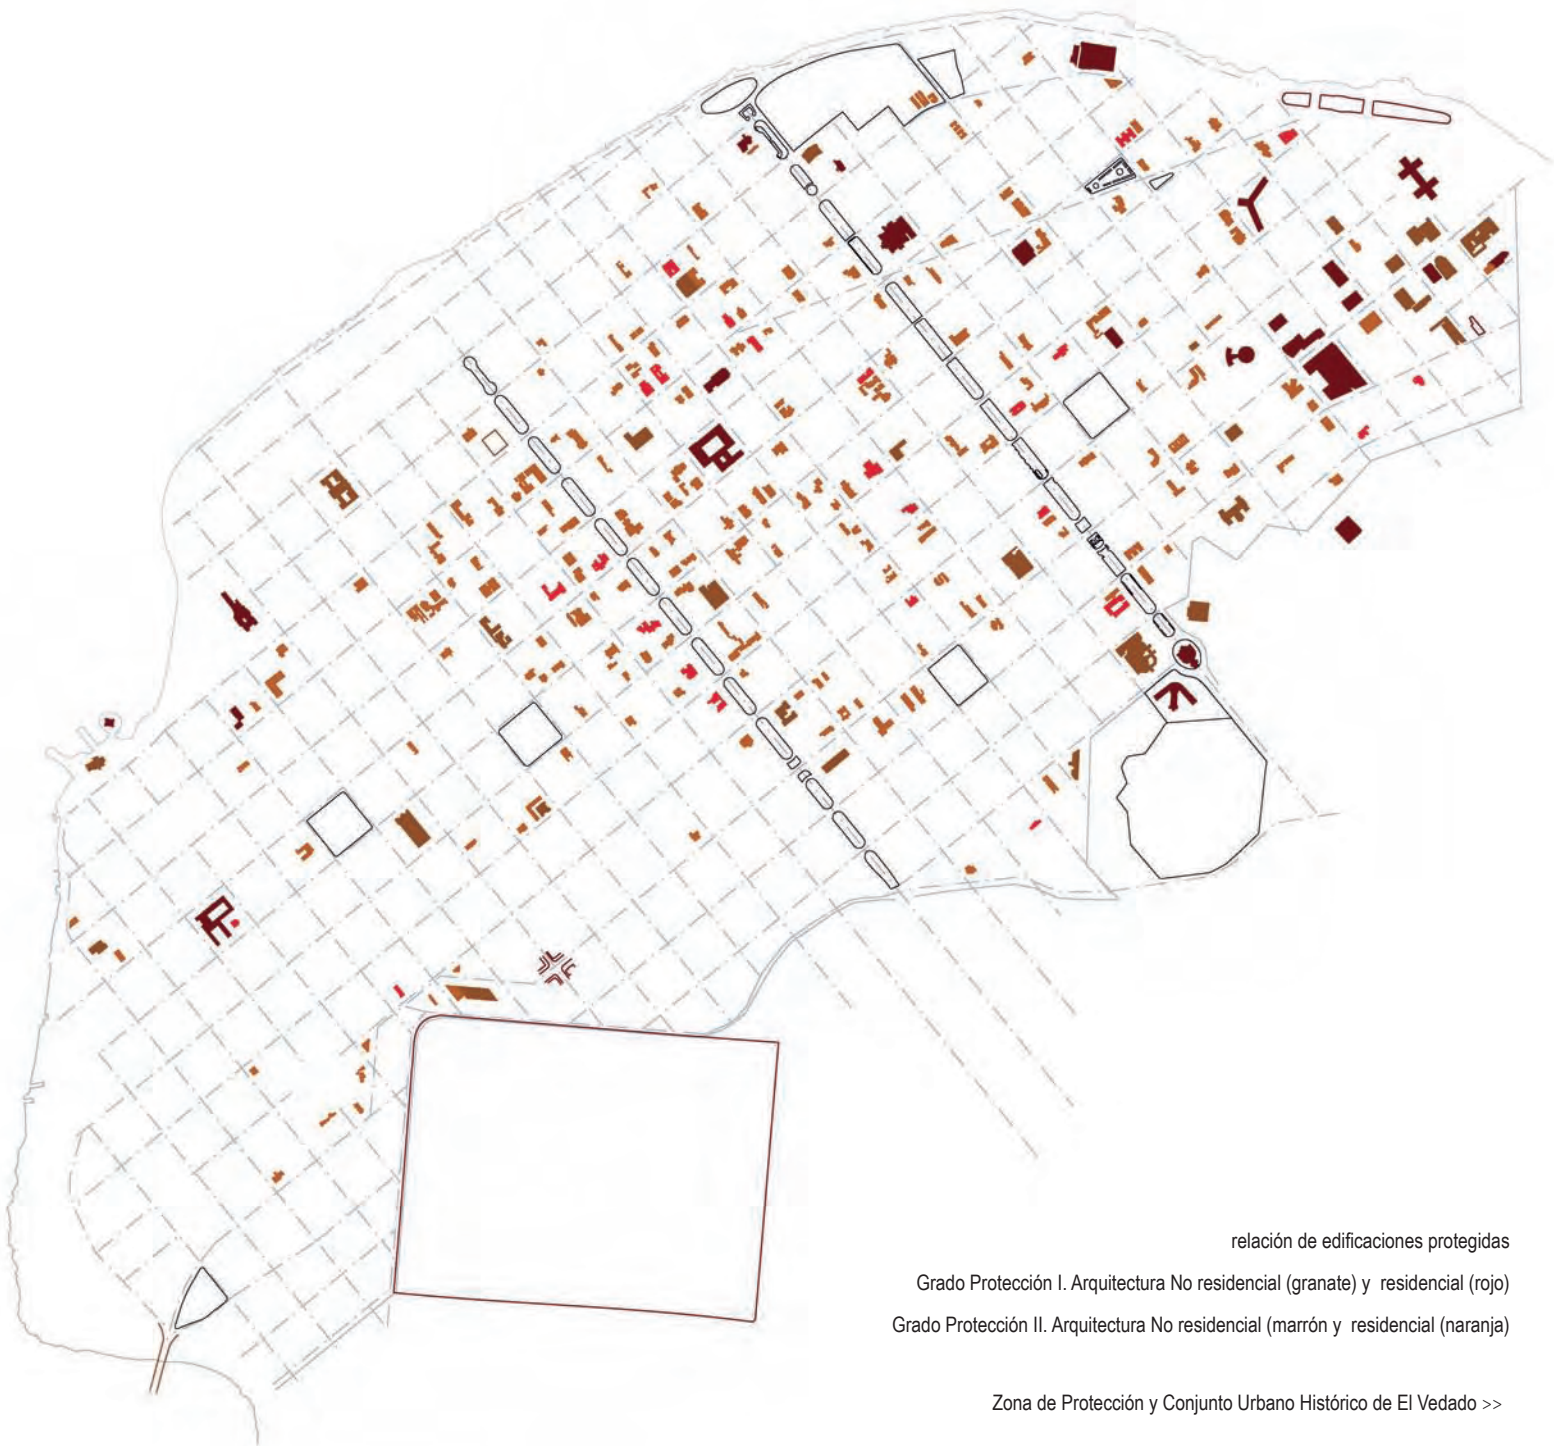 relación de edificaciones protegidas
Grado Protección I. Arquitectura No residencial (granate) y residencial (rojo)
Grado Protección II. Arquitectura No residencial (marrón y residencial (naranja)
Zona de Protección y Conjunto Urbano Histórico de El Vedado >>